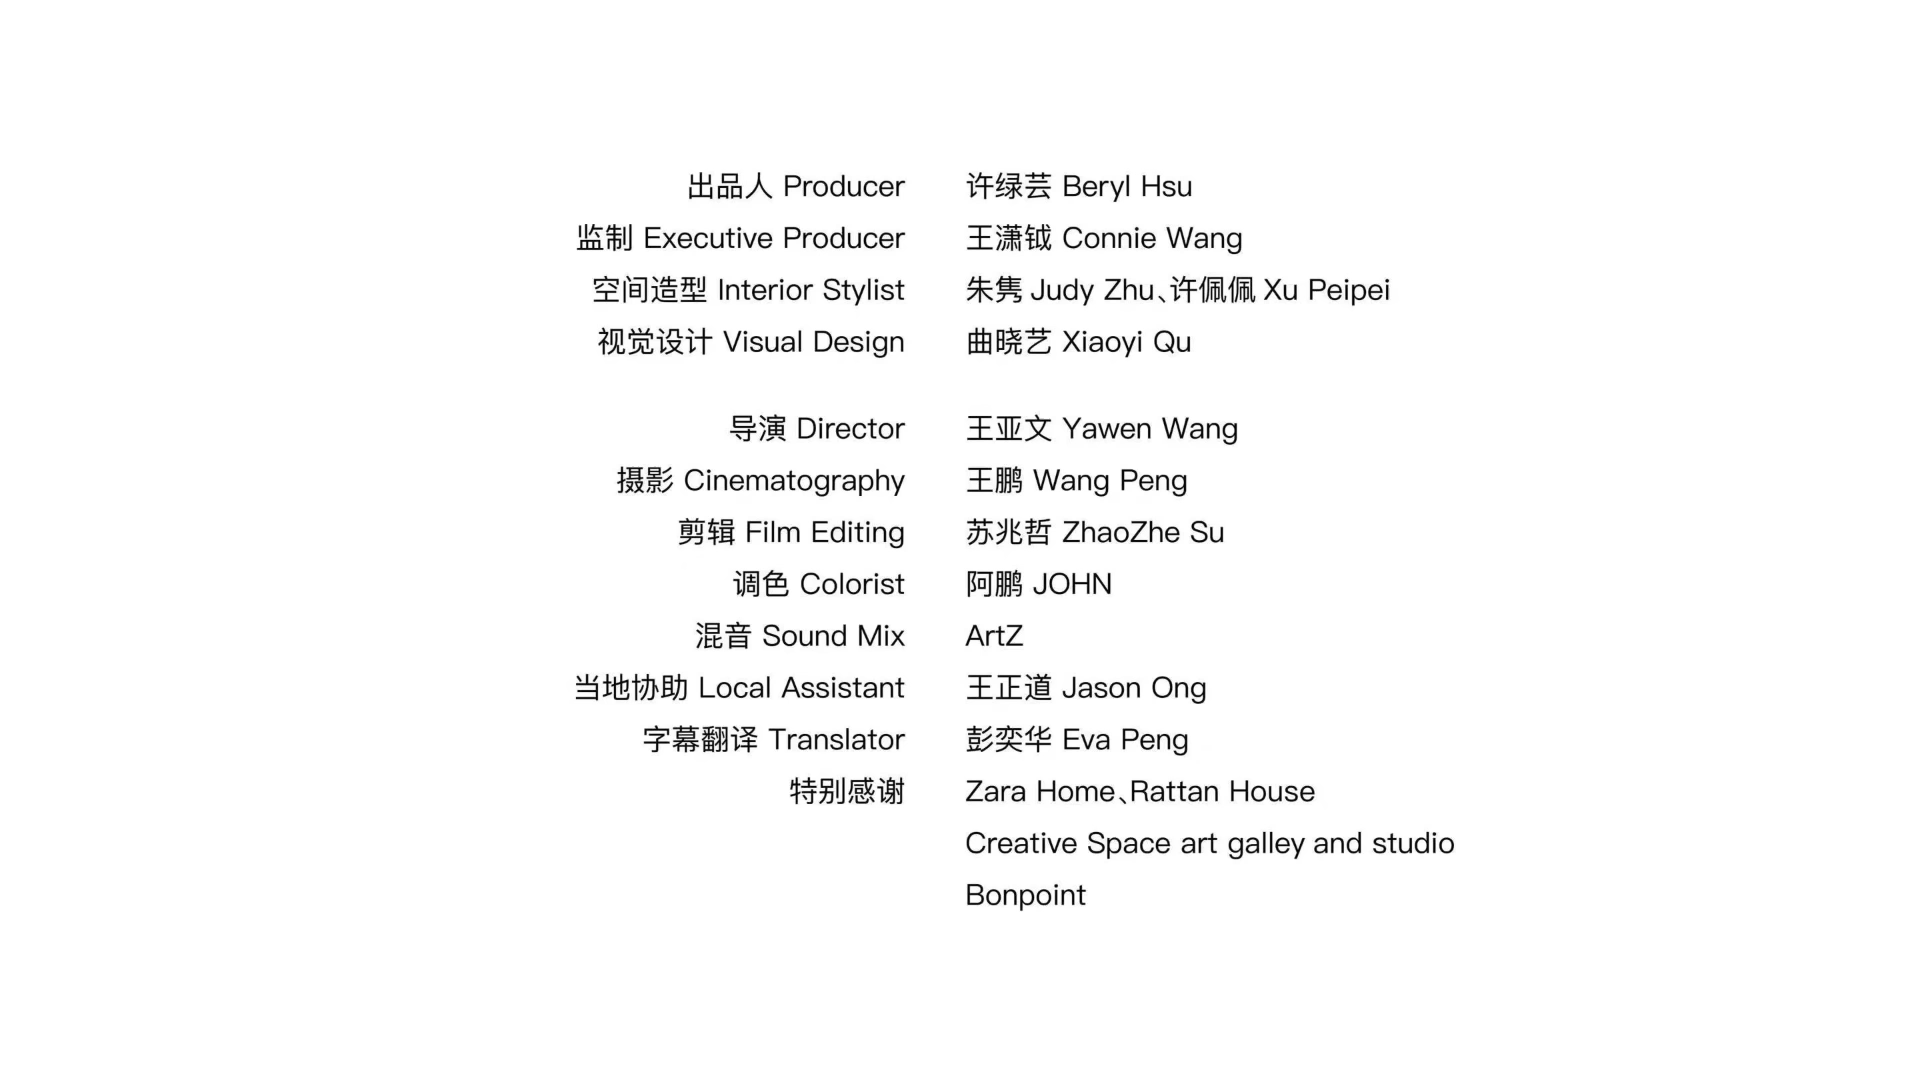 出品人 Producer 许绿芸 Beryl Hsu
监制 Executive Producer 王潇钺 Connie Wang
空间造型 Interior Stylist 朱隽 Judy Zhu、许佩佩 Xu Peipei
视觉设计 Visual Design 曲晓艺 Xiaoyi Qu
导演 Director 王亚文 Yawen Wang
摄影 Cinematography 王鹏 Wang Peng
剪辑 Film Editing 苏兆哲 ZhaoZhe Su
调色 Colorist 阿鹏 JOHN
混音 Sound Mix ArtZ
当地协助 Local Assistant 王正道 Jason Ong
字幕翻译 Translator 彭奕华 Eva Peng
特别感谢 Zara Home、Rattan House
Creative Space art galley and studio
Bonpoint